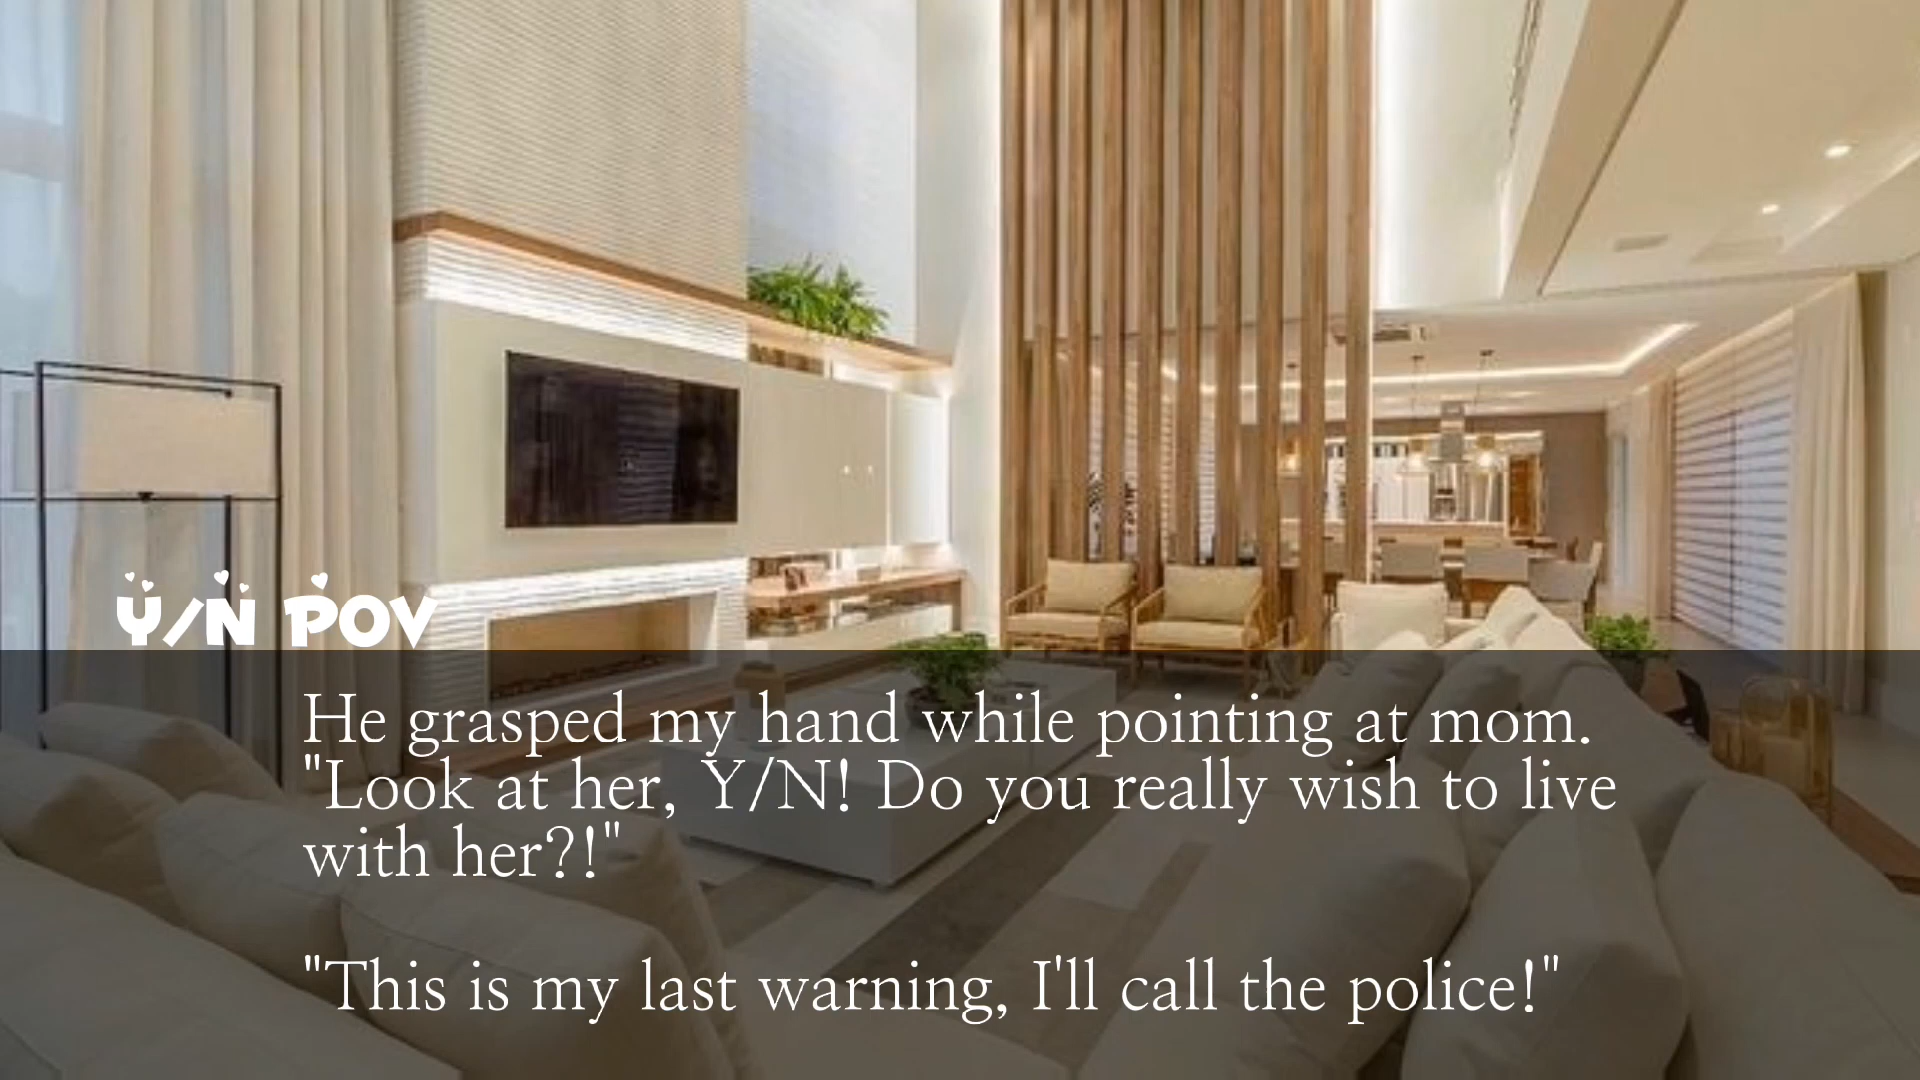 Y/N POV
He grasped my hand while pointing at mom.
"Look at her, Y/N! Do you really wish to live
with her?!"
"This is my last warning, I'll call the police!"